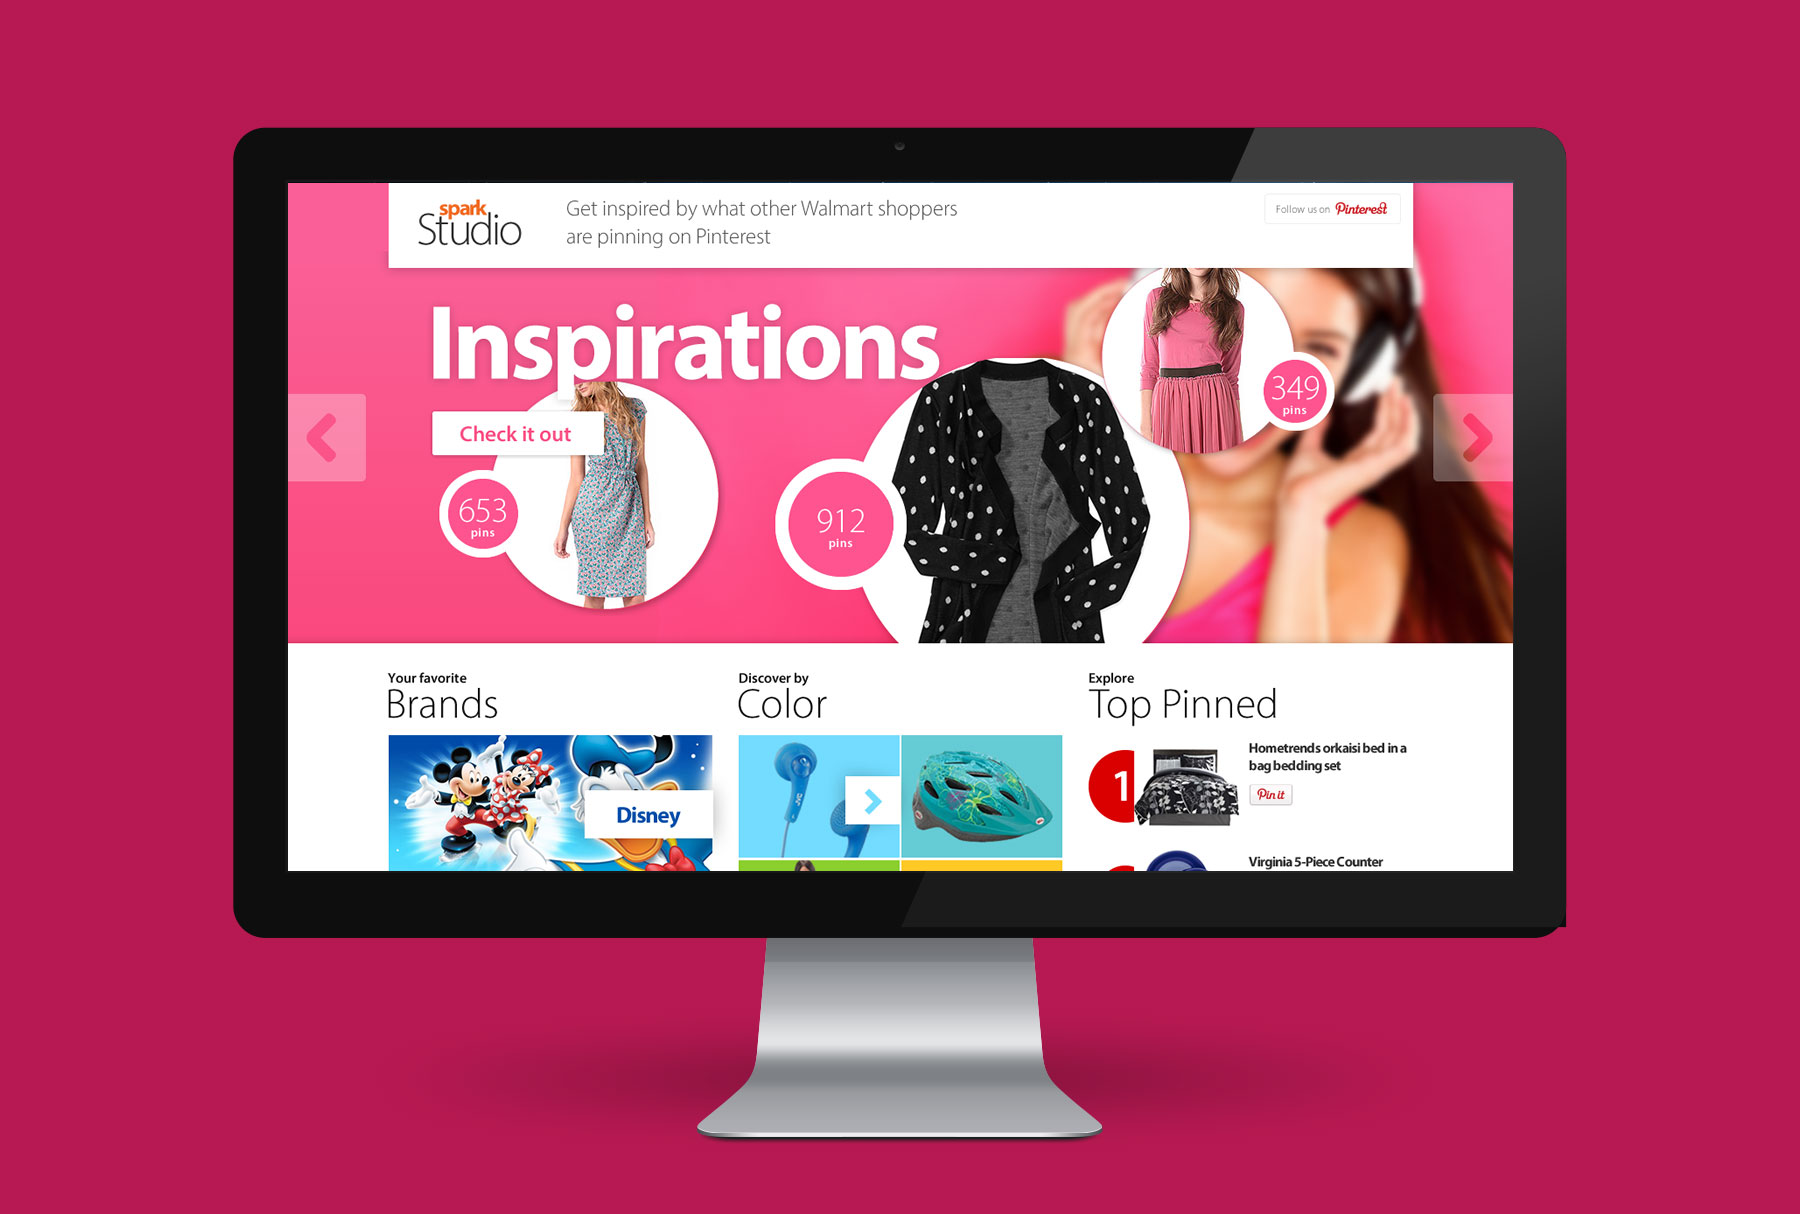 spark
Studio
Get inspired by what other Walmart shoppers
are pinning on Pinterest
Follow us on Pinterest
Inspirations
Check it out
653
pins
912
pins
349
pins
Your favorite
Brands
Disney
Discover by
Color
JVC
Explore
Top Pinned
1
Hometrends orkaisi bed in a
bag bedding set
Pin it
Virginia 5-Piece Counter